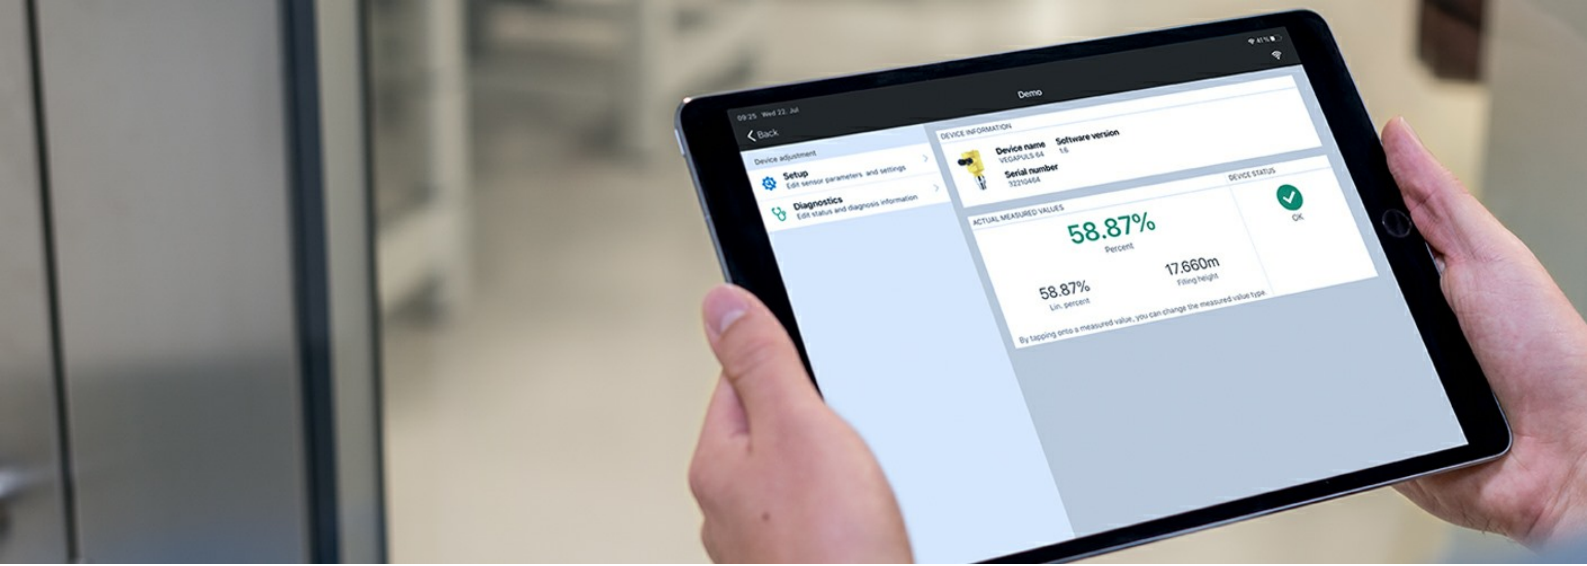 09:25 Wed 22. Jul
41 %
Back
Demo
Device adjustment
Setup
Edit sensor parameters and settings
Diagnostics
Edit status and diagnosis information
DEVICE INFORMATION
Device name Software version
VEGAPULS 64 1.6
Serial number
32210464
ACTUAL MEASURED VALUES
DEVICE STATUS
58.87%
Percent
OK
58.87%
Lin. percent
17.660m
Filling height
By tapping onto a measured value, you can change the measured value type.